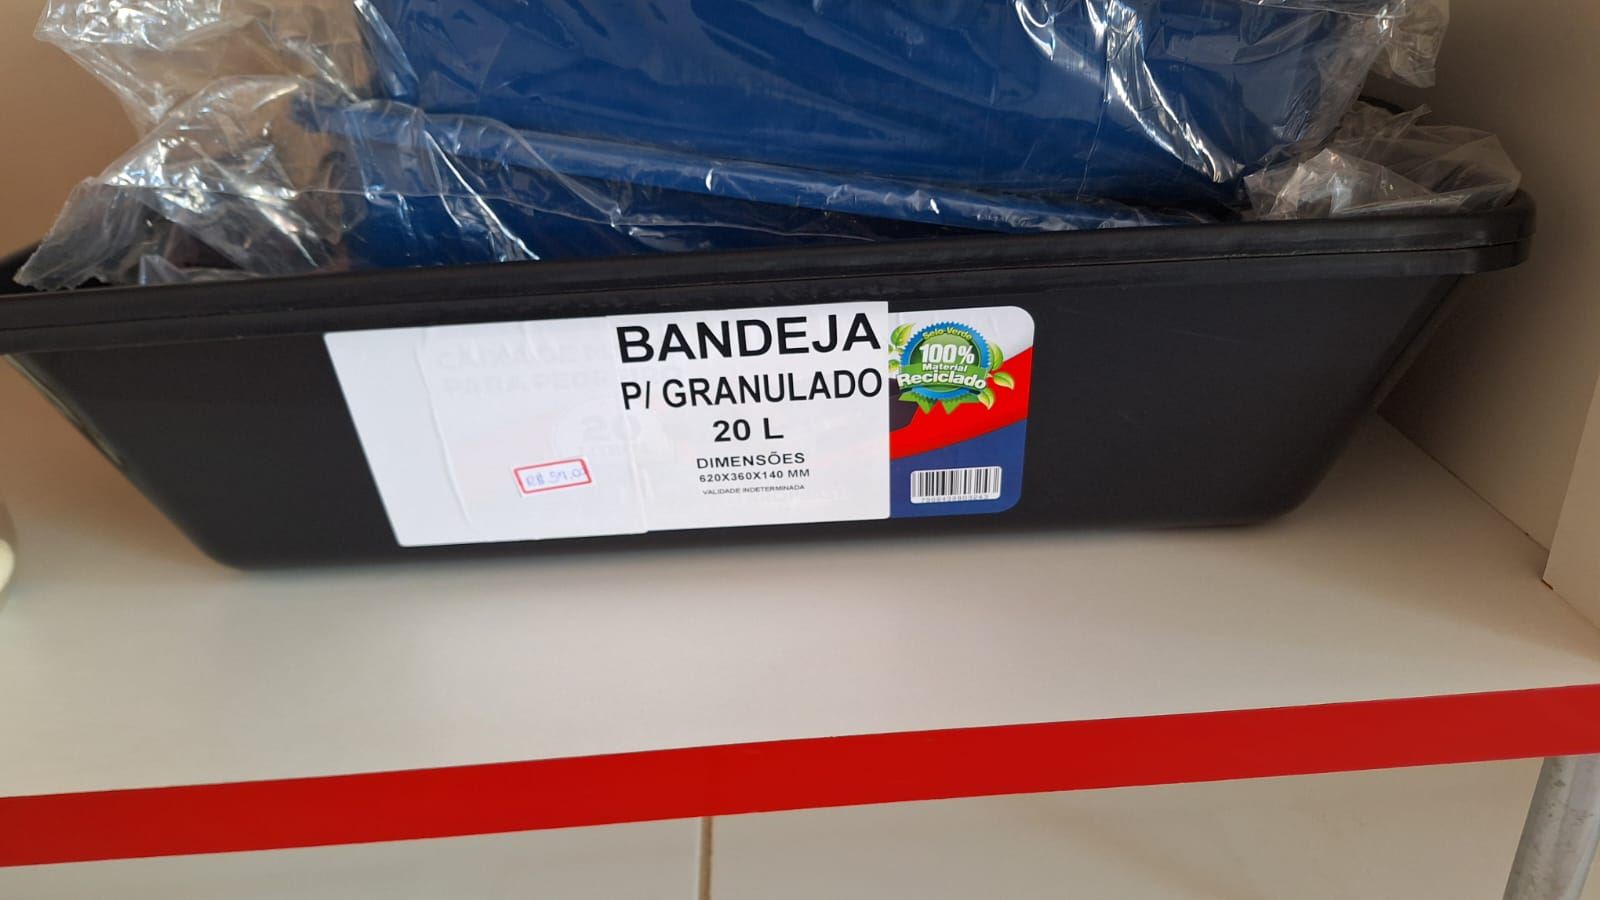 BANDEJA
P/ GRANULADO
20 L
DIMENSÕES
620X360X140 MM
VALIDADE INDETERMINADA
Selo-Verde
100%
Material
Reciclado